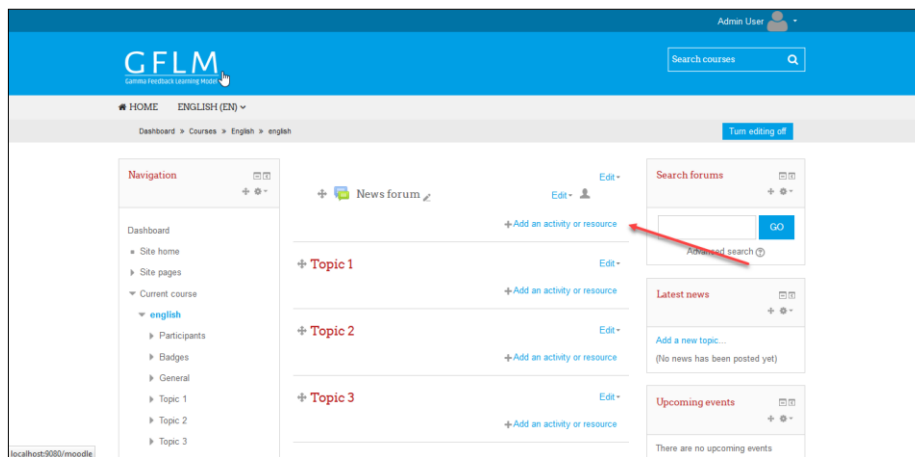 Admin User
GFLM
Gamma Feedback Learning Model
Search courses
HOME ENGLISH (EN)
Dashboard » Courses » English » english
Turn editing off
Navigation
Dashboard
Site home
Site pages
Current course
english
Participants
Badges
General
Topic 1
Topic 2
Topic 3
Edit
News forum
Edit
+Add an activity or resource
Topic 1
Edit
+Add an activity or resource
Topic 2
Edit
+Add an activity or resource
Topic 3
Edit
+Add an activity or resource
Search forums
GO
Advanced search
Latest news
Add a new topic...
(No news has been posted yet)
Upcoming events
There are no upcoming events
localhost:9080/moodle